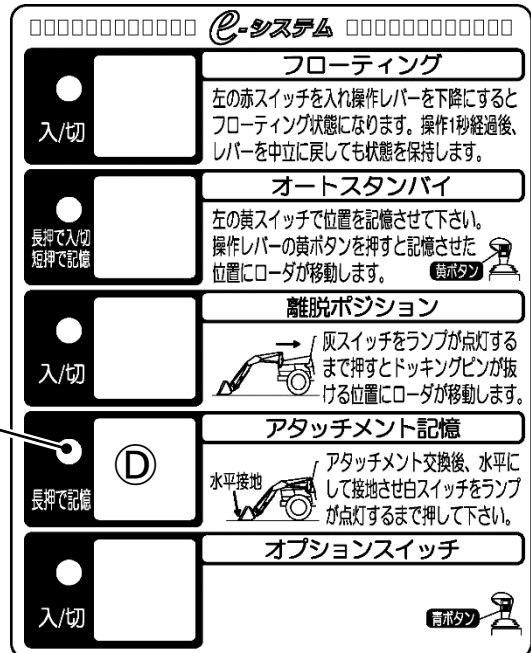 e-システム
フローティング
入/切
左の赤スイッチを入れ操作レバーを下降にすると
フローティング状態になります。操作1秒経過後、
レバーを中立に戻しても状態を保持します。
オートスタンバイ
長押で入/切
短押で記憶
左の黄スイッチで位置を記憶させて下さい。
操作レバーの黄ボタンを押すと記憶させた
位置にローダが移動します。
黄ボタン
離脱ポジション
入/切
灰スイッチをランプが点灯する
まで押すとドッキングピンが抜
ける位置にローダが移動します。
アタッチメント記憶
長押で記憶
Ⓓ
水平接地
アタッチメント交換後、水平に
して接地させ白スイッチをランプ
が点灯するまで押して下さい。
オプションスイッチ
入/切
青ボタン